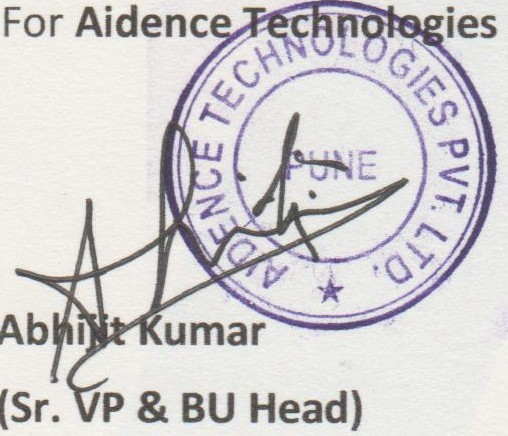 For Aidence Technologies
AIDENCE TECHNOLOGIES PVT. LTD.
PUNE
Abhijit Kumar
(Sr. VP & BU Head)